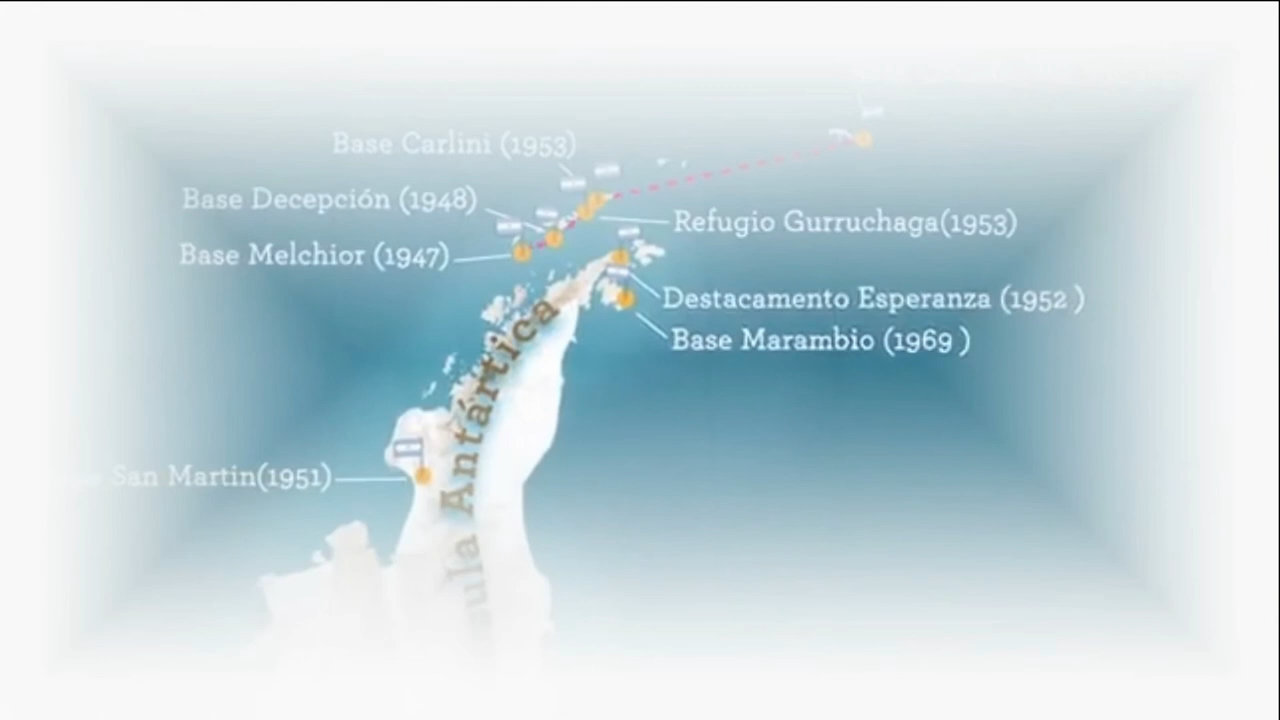 Base Carlini (1953)
Base Decepción (1948)
Refugio Gurruchaga(1953)
Base Melchior (1947)
Destacamento Esperanza (1952 )
Base Marambio (1969 )
San Martin(1951)
ula Antártica